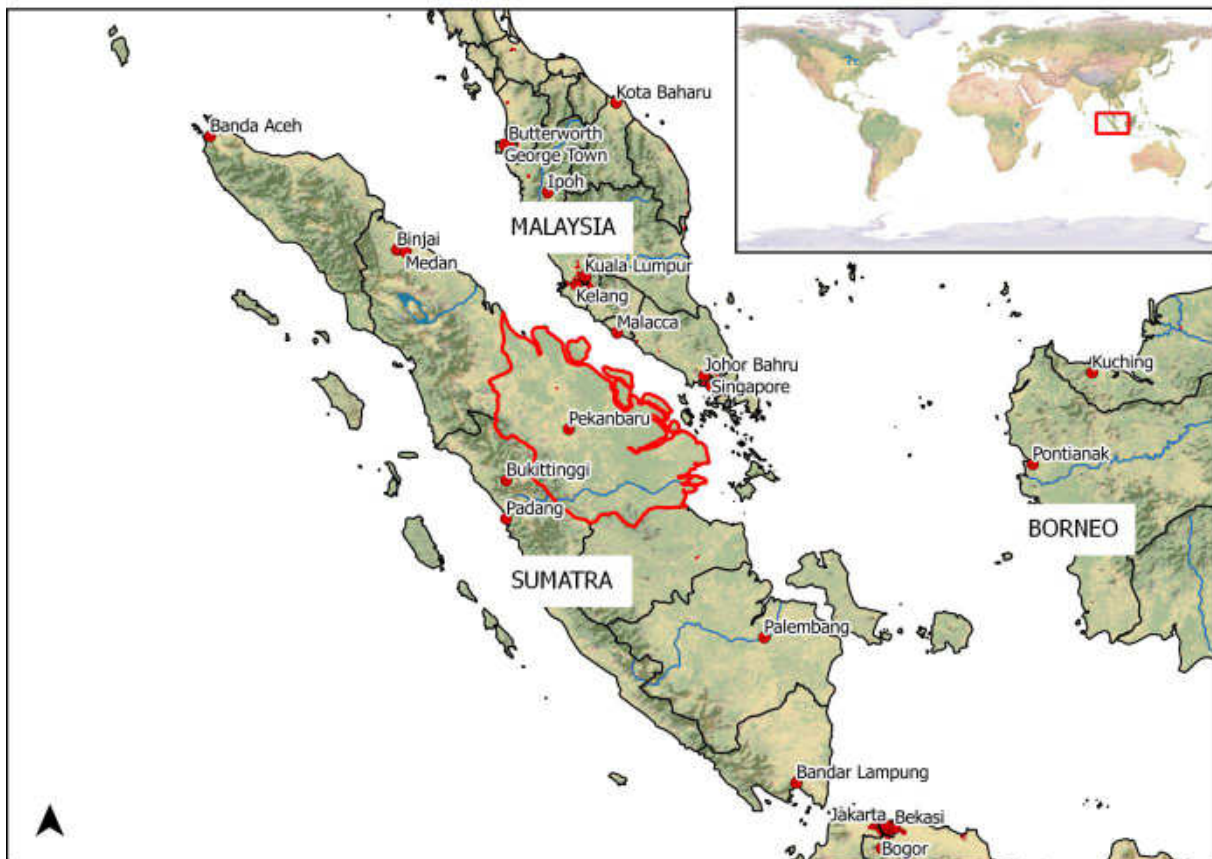 Kota Baharu
Banda Aceh
Butterworth
George Town
Ipoh
MALAYSIA
Binjai
Medan
Kuala Lumpur
Kelang
Malacca
Johor Bahru
Singapore
Kuching
Pekanbaru
Pontianak
Bukittinggi
Padang
BORNEO
SUMATRA
Palembang
Bandar Lampung
Jakarta
Bekasi
Bogor